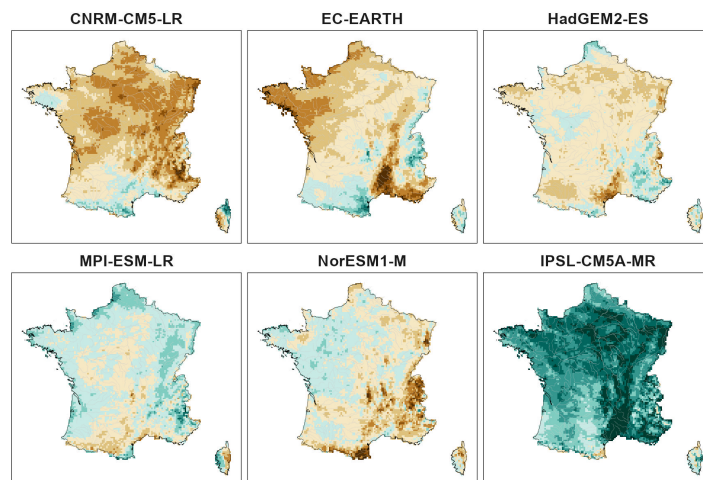 CNRM-CM5-LR
EC-EARTH
HadGEM2-ES
MPI-ESM-LR
NorESM1-M
IPSL-CM5A-MR